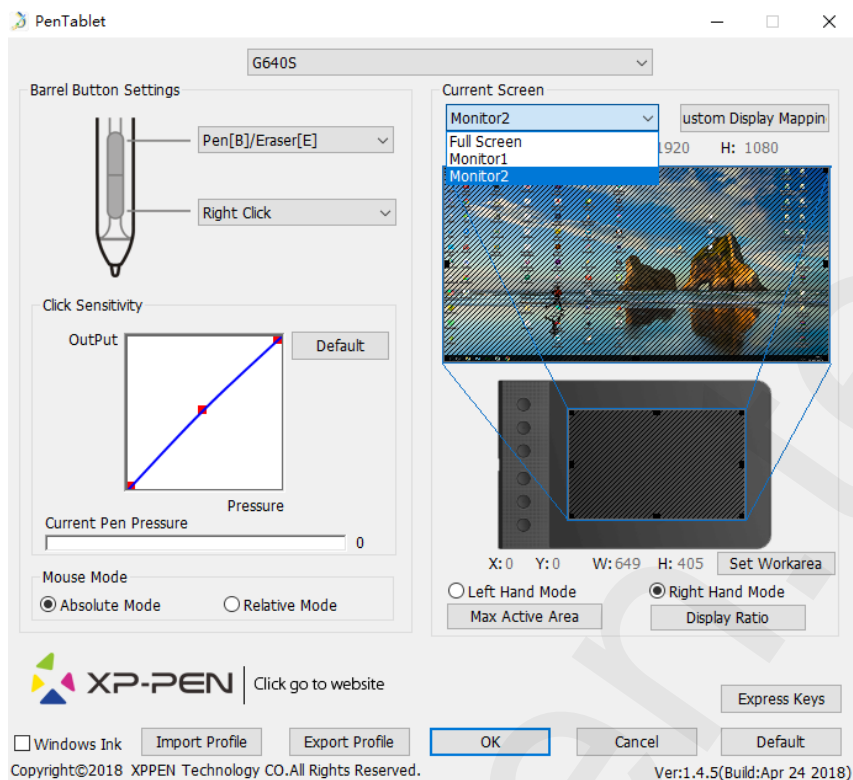 PenTablet
G640S
Barrel Button Settings
Pen[B]/Eraser[E]
Right Click
Click Sensitivity
OutPut
Default
Pressure
Current Pen Pressure
0
Mouse Mode
Absolute Mode
Relative Mode
Current Screen
Monitor2
ustom Display Mappin
Full Screen
Monitor1
Monitor2
1920 H: 1080
X: 0 Y: 0 W: 649 H: 405 Set Workarea
Left Hand Mode
Right Hand Mode
Max Active Area
Display Ratio
XP-PEN
Click go to website
Express Keys
Windows Ink
Import Profile
Export Profile
OK
Cancel
Default
Copyright©2018 XPPEN Technology CO.All Rights Reserved.
Ver:1.4.5(Build:Apr 24 2018)